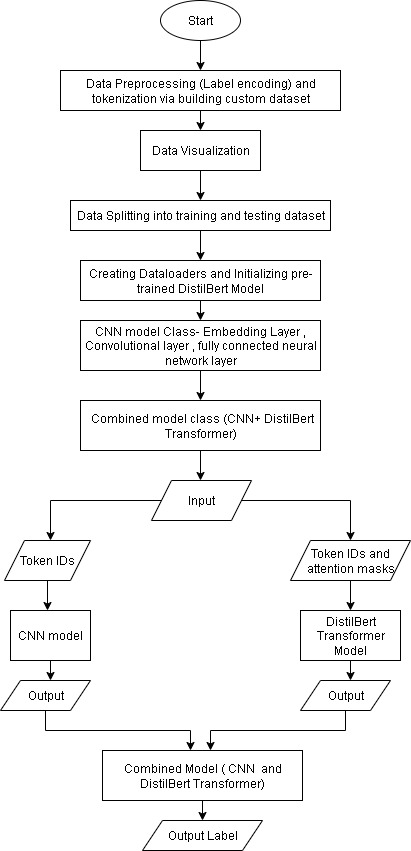 Start
Data Preprocessing (Label encoding) and
tokenization via building custom dataset
Data Visualization
Data Splitting into training and testing dataset
Creating Dataloaders and Initializing pre-
trained DistilBert Model
CNN model Class- Embedding Layer ,
Convolutional layer , fully connected neural
network layer
Combined model class (CNN+ DistilBert
Transformer)
Input
Token IDs
Token IDs and
attention masks
CNN model
DistilBert
Transformer
Model
Output
Output
Combined Model ( CNN and
DistilBert Transformer)
Output Label